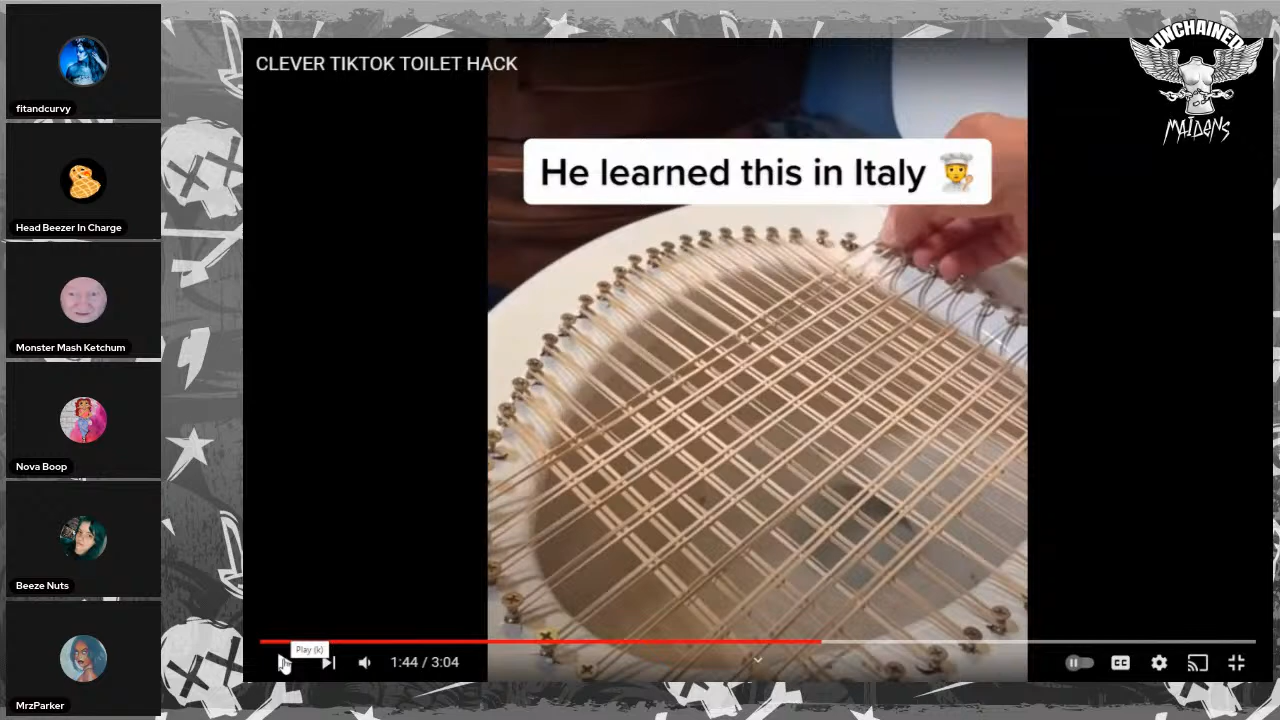 fitandcurvy
Head Beezer In Charge
Monster Mash Ketchum
Nova Boop
Beeze Nuts
MrzParker
CLEVER TIKTOK TOILET HACK
He learned this in Italy 👨‍🍳
Play (k)
1:44 / 3:04
CC
UNCHAINED
MAIDENS